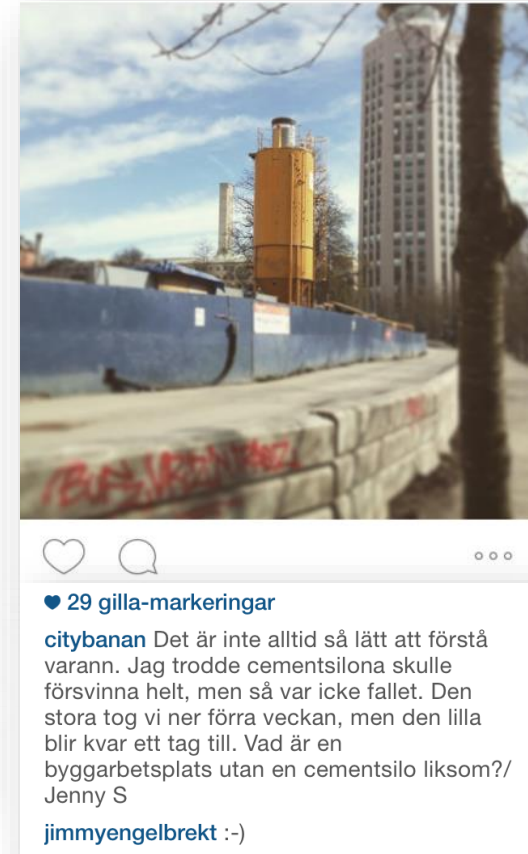 29 gilla-markeringar
citybanan Det är inte alltid så lätt att förstå
varann. Jag trodde cementsilona skulle
försvinna helt, men så var icke fallet. Den
stora tog vi ner förra veckan, men den lilla
blir kvar ett tag till. Vad är en
byggarbetsplats utan en cementsilo liksom?/
Jenny S
jimmyengelbrekt :-)